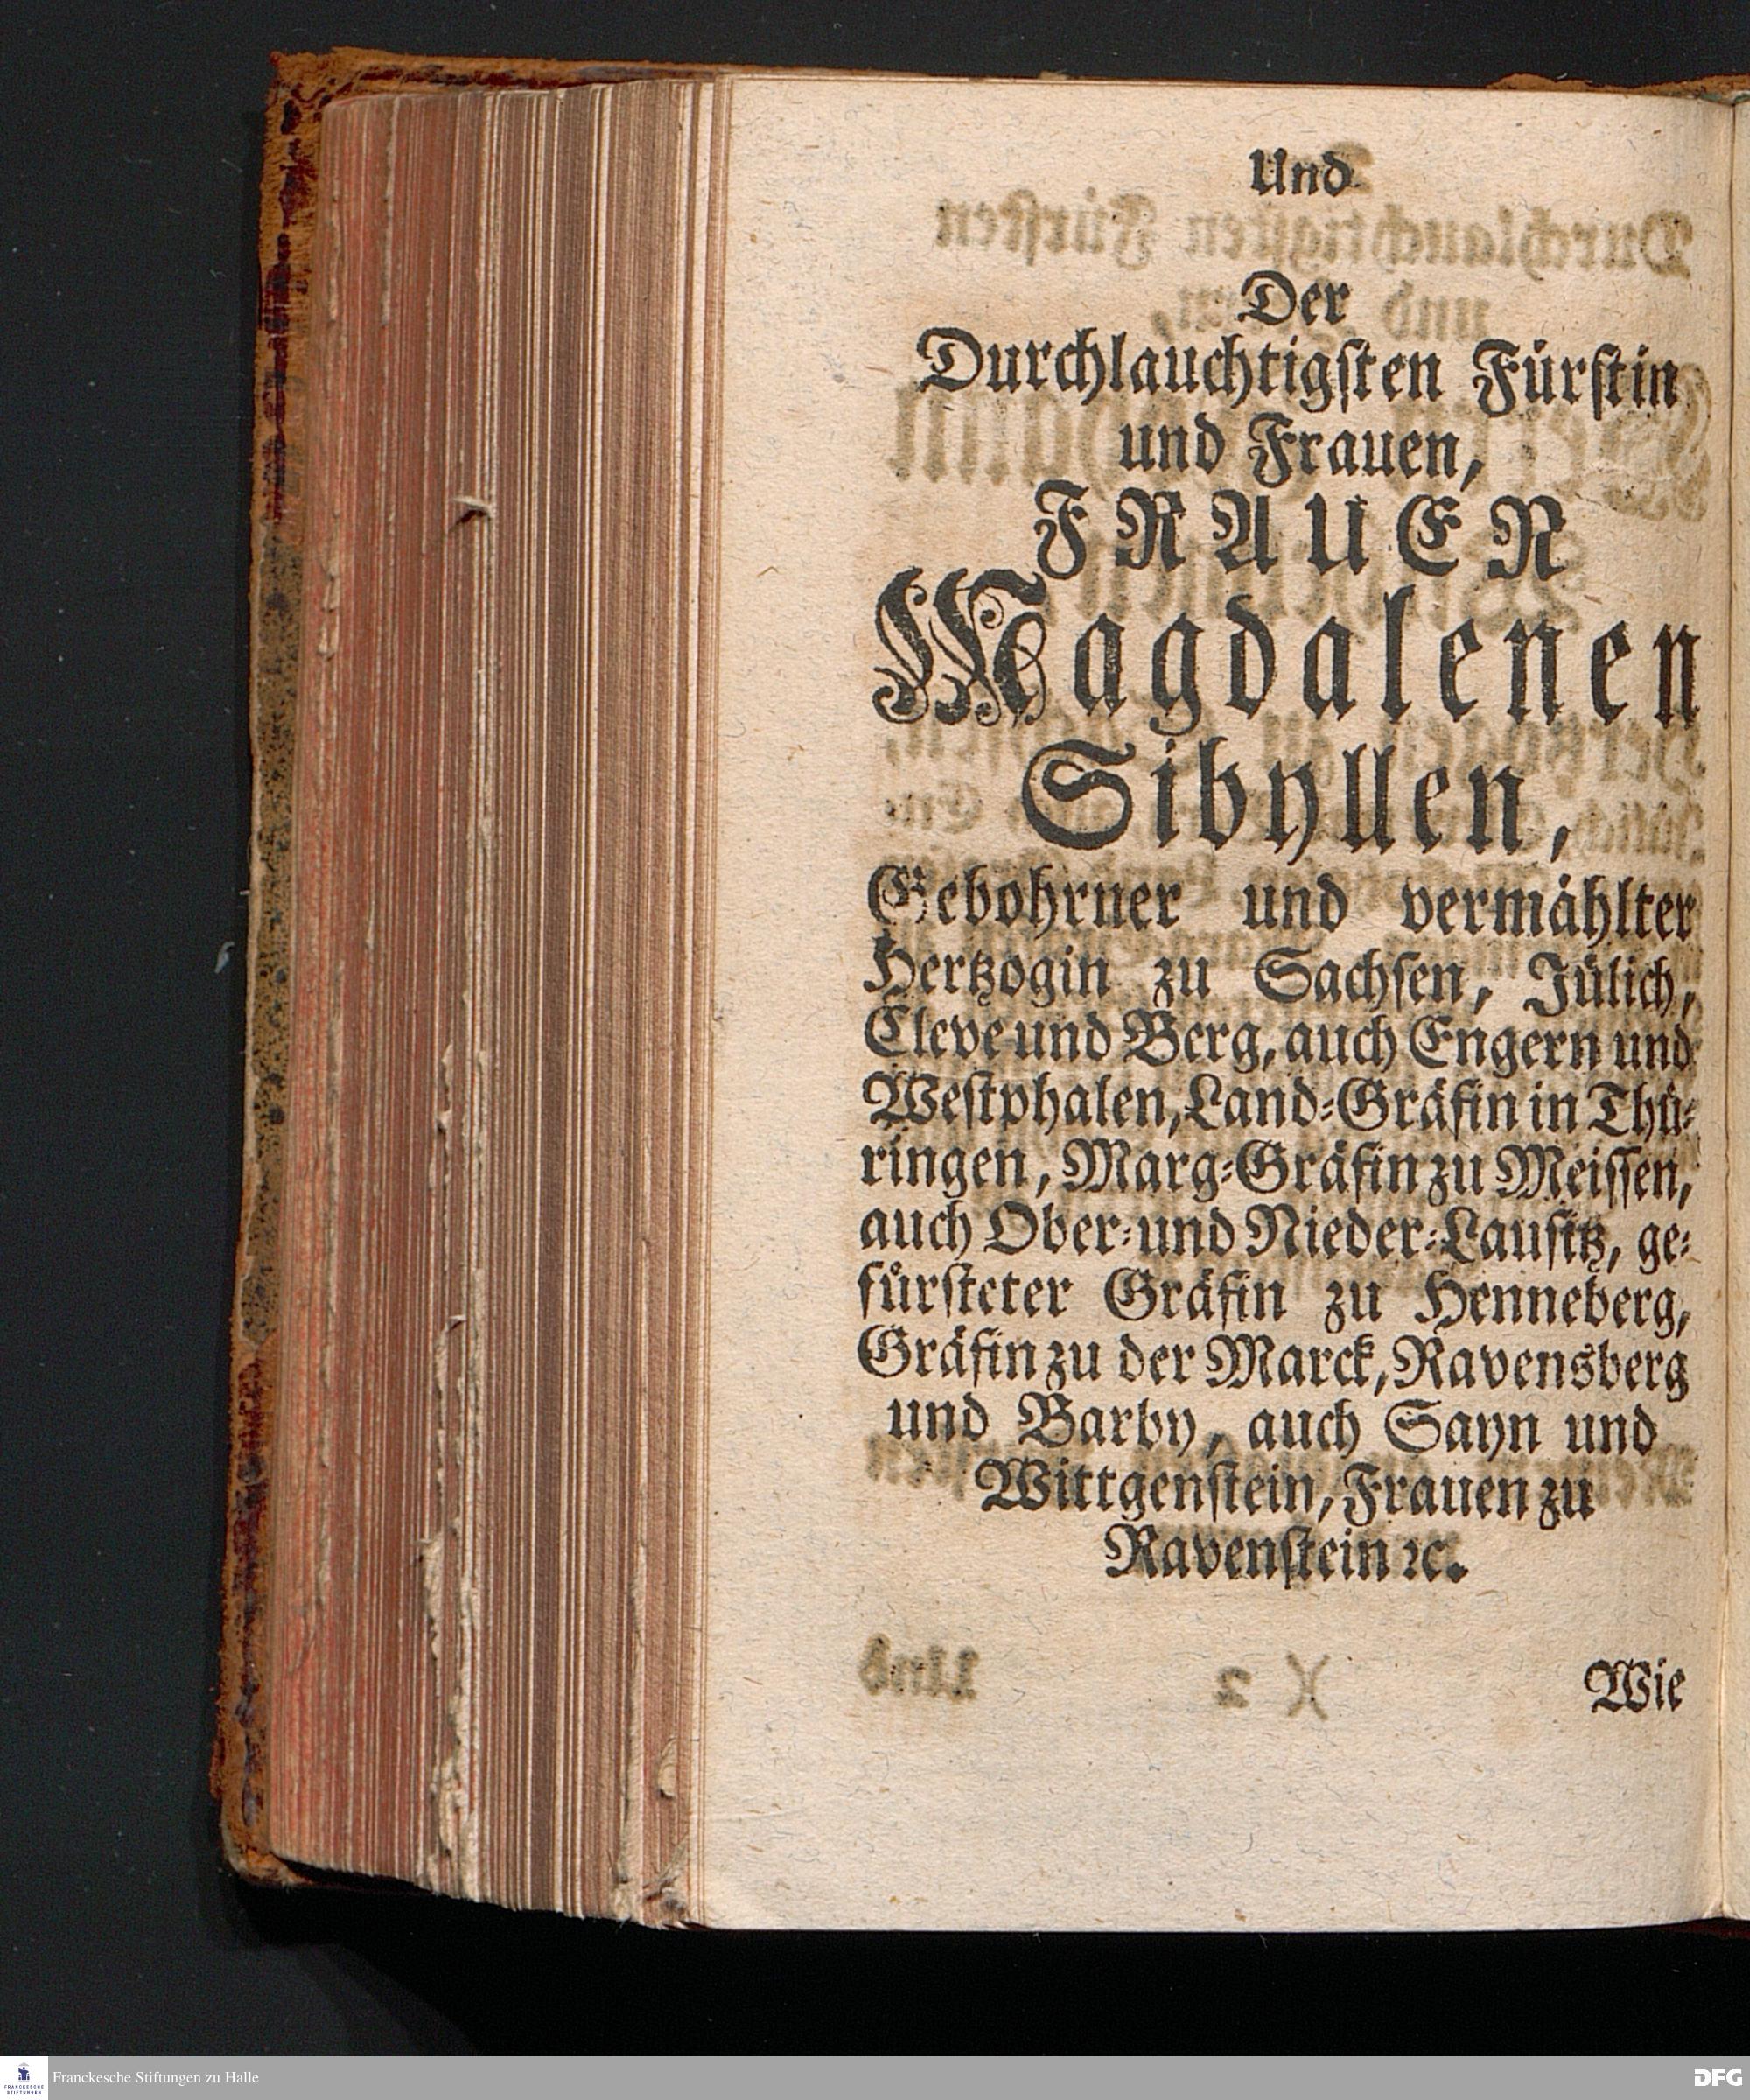 Und
Der
Durchlauchtigſten Fürſtin
und Frauen,
FRAUEN
Magdalenen
Sibyllen,
Gebohrner und vermählter
Hertzogin zu Sachſen, Jülich,
Cleve und Berg, auch Engern und
Weſtphalen, Land-Gräfin in Thü-
ringen, Marg-Gräfin zu Meiſſen,
auch Ober- und Nieder-Lauſitz, ge-
fürſteter Gräfin zu Henneberg,
Gräfin zu der Marck, Ravensberg
und Barby, auch Sayn und
Wittgenſtein, Frauen zu
Ravenſtein ꝛc.
Wie
FRANCKESCHE
STIFTUNGEN
Franckesche Stiftungen zu Halle
DFG